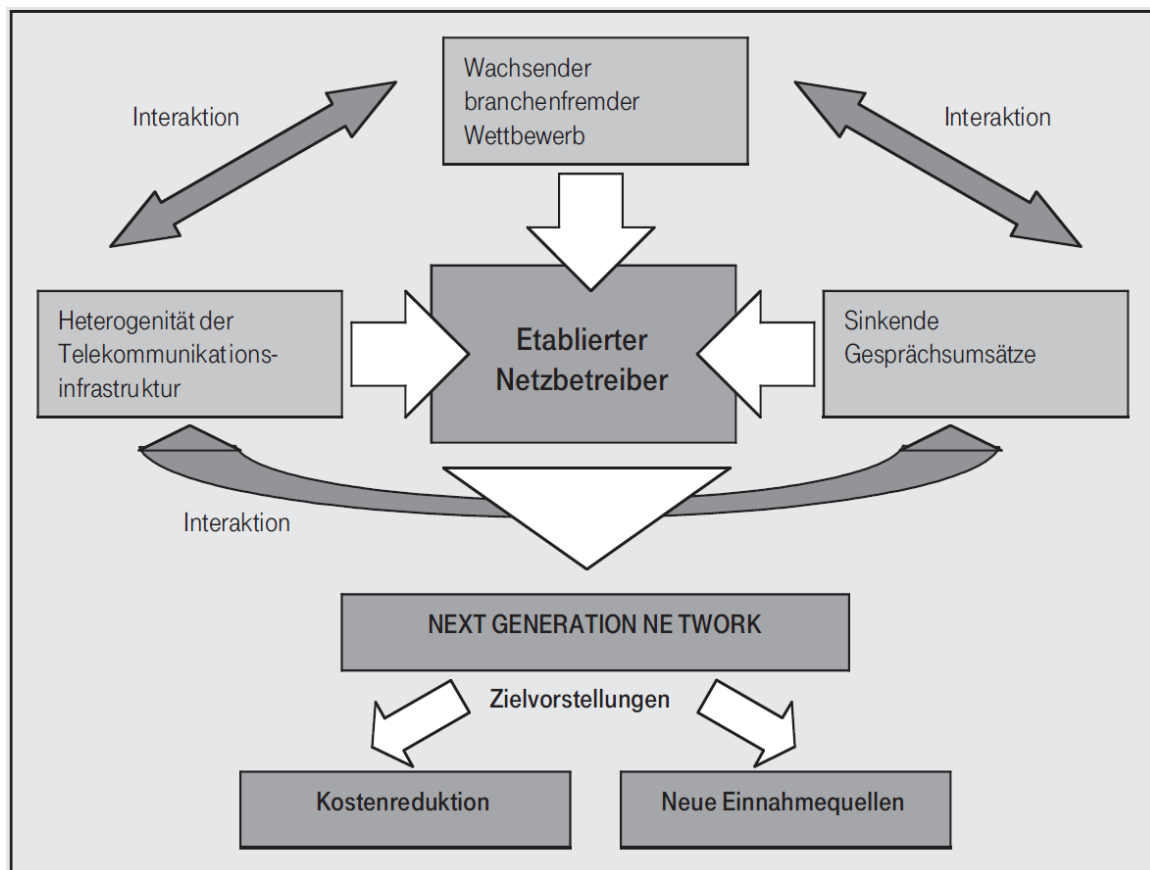 Wachsender
branchenfremder
Wettbewerb
Interaktion
Interaktion
Heterogenität der
Telekommunikations-
infrastruktur
Etablierter
Netzbetreiber
Sinkende
Gesprächsumsätze
Interaktion
NEXT GENERATION NE TWORK
Zielvorstellungen
Kostenreduktion
Neue Einnahmequellen